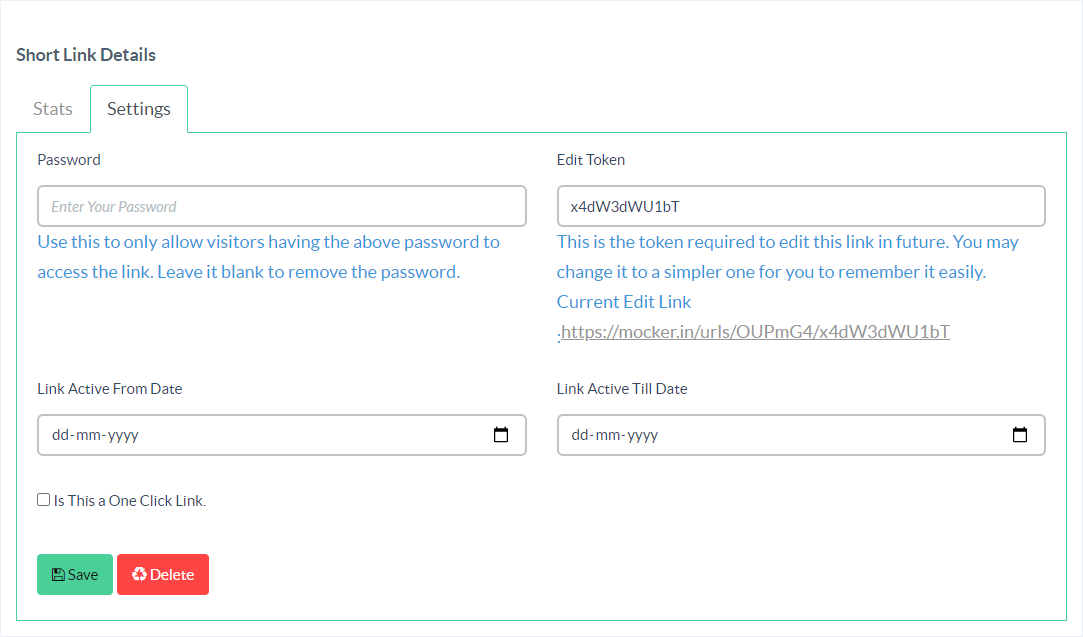 Short Link Details
Stats
Settings
Password
Enter Your Password
Use this to only allow visitors having the above password to
access the link. Leave it blank to remove the password.
Edit Token
x4dW3dWU1bT
This is the token required to edit this link in future. You may
change it to a simpler one for you to remember it easily.
Current Edit Link
:https://mocker.in/urls/OUPmG4/x4dW3dWU1bT
Link Active From Date
dd-mm-yyyy
Link Active Till Date
dd-mm-yyyy
Is This a One Click Link.
Save
Delete